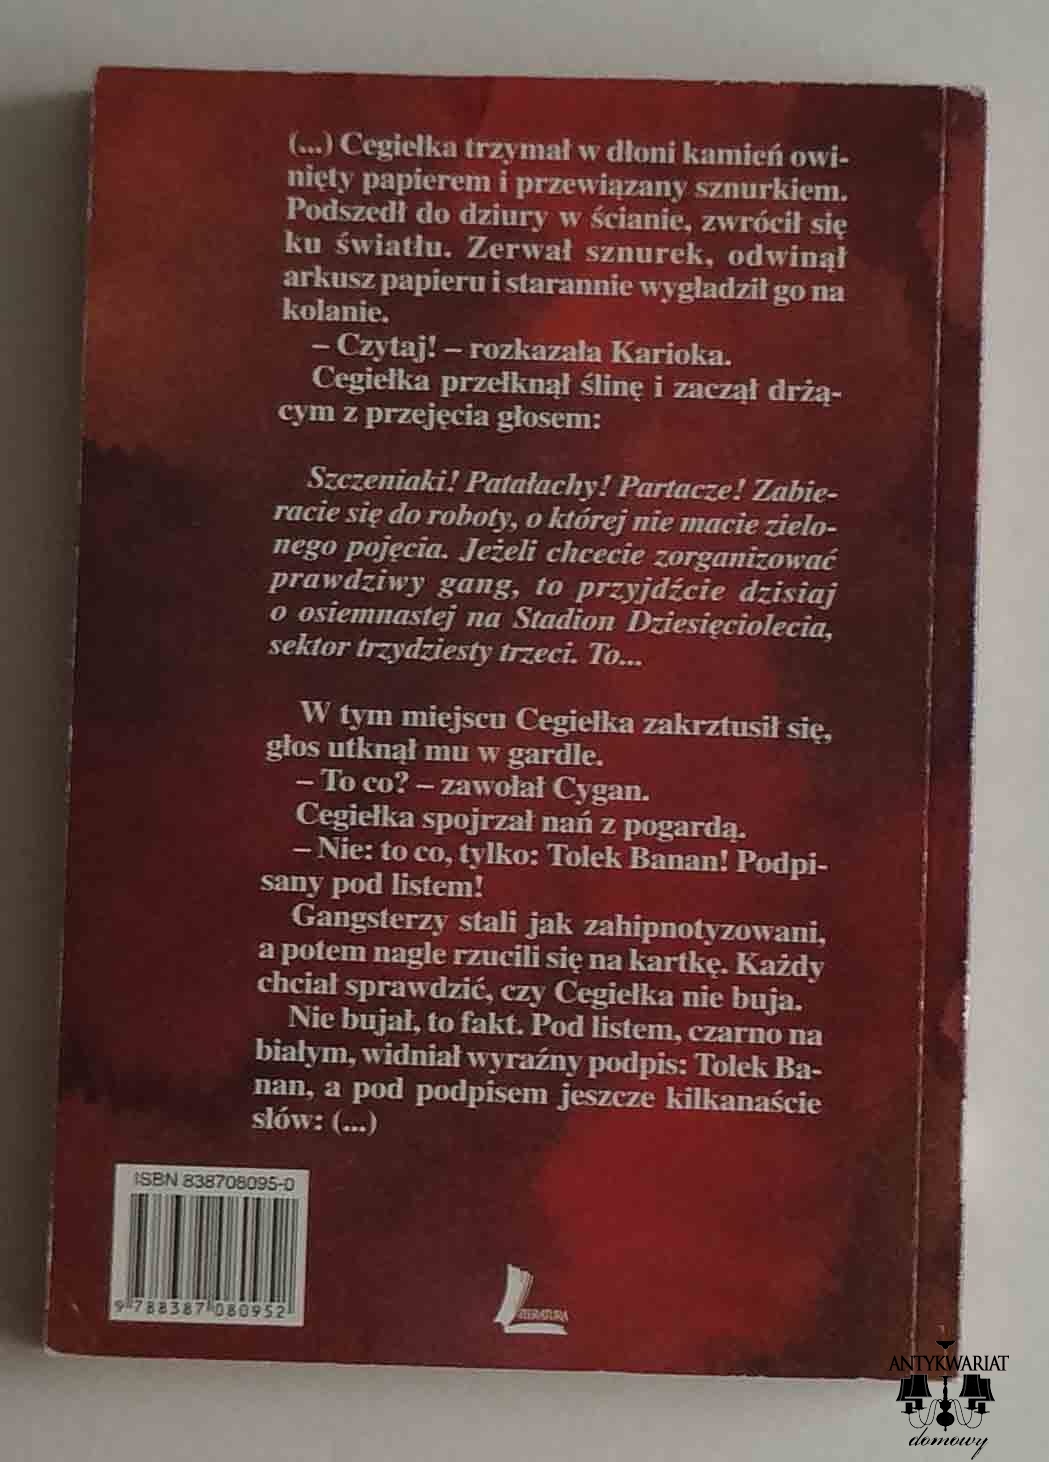 (...) Cegiełka trzymał w dłoni kamień owi-
nięty papierem i przewiązany sznurkiem.
Podszedł do dziury w ścianie, zwrócił się
ku światłu. Zerwał sznurek, odwinął
arkusz papieru i starannie wygładził go na
kolanie.
– Czytaj! – rozkazała Karioka.
Cegiełka przełknął ślinę i zaczął drżą-
cym z przejęcia głosem:
Szczeniaki! Patałachy! Partacze! Zabie-
racie się do roboty, o której nie macie zielo-
nego pojęcia. Jeżeli chcecie zorganizować
prawdziwy gang, to przyjdźcie dzisiaj
o osiemnastej na Stadion Dziesięciolecia,
sektor trzydziesty trzeci. To...
W tym miejscu Cegiełka zakrztusił się,
głos utknął mu w gardle.
– To co? – zawołał Cygan.
Cegiełka spojrzał nań z pogardą.
– Nie: to co, tylko: Tolek Banan! Podpi-
sany pod listem!
Gangsterzy stali jak zahipnotyzowani,
a potem nagle rzucili się na kartkę. Każdy
chciał sprawdzić, czy Cegiełka nie buja.
Nie bujał, to fakt. Pod listem, czarno na
białym, widniał wyraźny podpis: Tolek Ba-
nan, a pod podpisem jeszcze kilkanaście
słów: (...)
ISBN 838708095-0
9 788387 080952
LITERATURA
ANTYKWARIAT
domowy